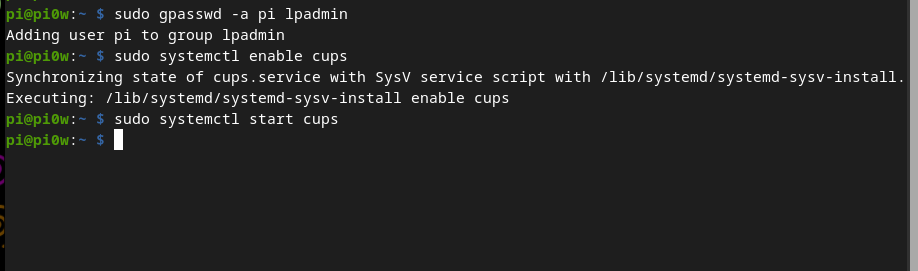 pi@pi0w:~ $ sudo gpasswd -a pi lpadmin
Adding user pi to group lpadmin
pi@pi0w:~ $ sudo systemctl enable cups
Synchronizing state of cups.service with SysV service script with /lib/systemd/systemd-sysv-install.
Executing: /lib/systemd/systemd-sysv-install enable cups
pi@pi0w:~ $ sudo systemctl start cups
pi@pi0w:~ $